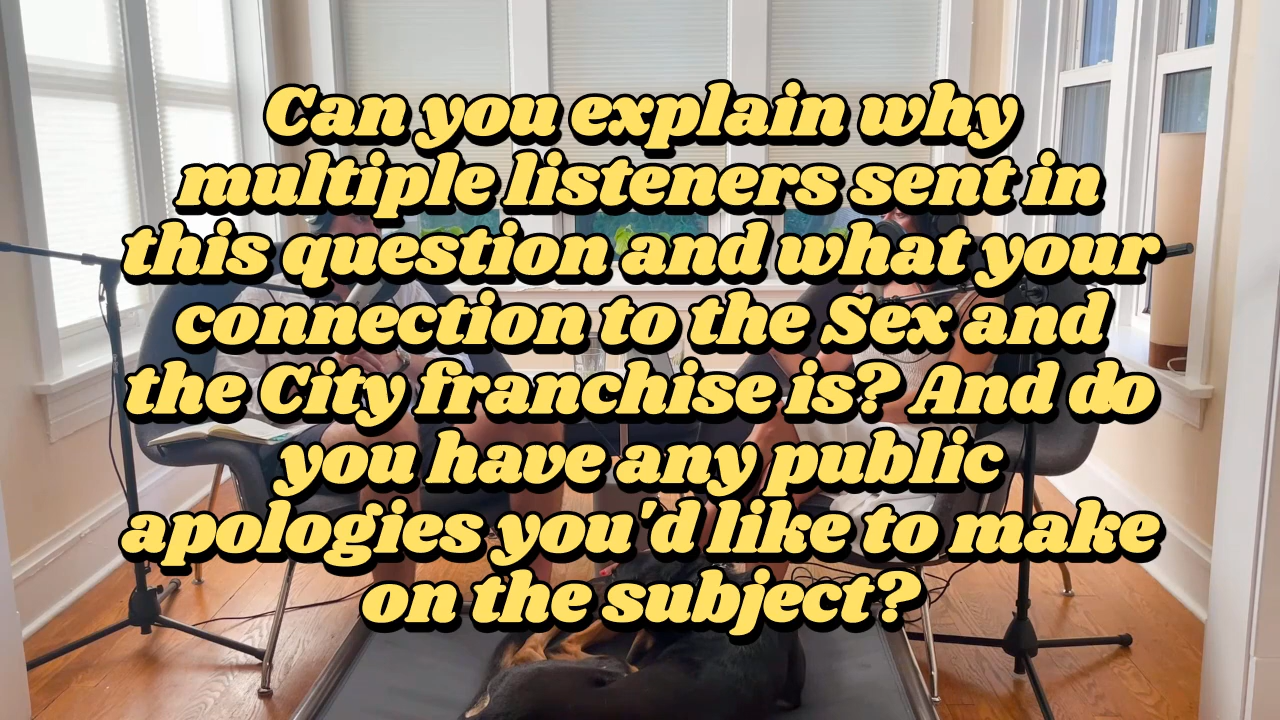 Can you explain why
multiple listeners sent in
this question and what your
connection to the Sex and
the City franchise is? And do
you have any public
apologies you'd like to make
on the subject?